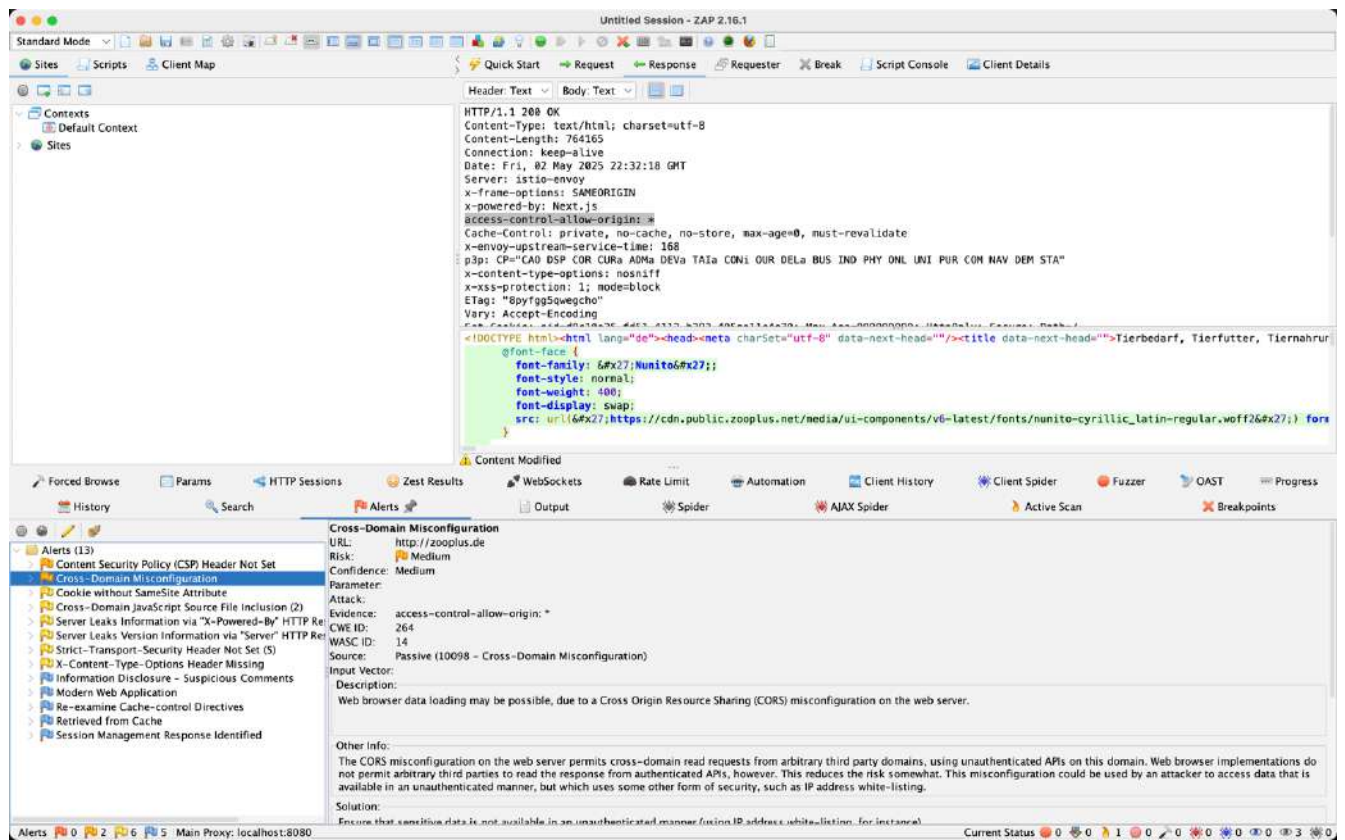 Untitled Session - ZAP 2.16.1
Standard Mode
Sites Scripts Client Map
Quick Start Request Response Requester Break Script Console Client Details
Header: Text Body: Text
Contexts
Default Context
Sites
HTTP/1.1 200 OK
Content-Type: text/html; charset=utf-8
Content-Length: 764165
Connection: keep-alive
Date: Fri, 02 May 2025 22:32:18 GMT
Server: istio-envoy
x-frame-options: SAMEORIGIN
x-powered-by: Next.js
access-control-allow-origin: *
Cache-Control: private, no-cache, no-store, max-age=0, must-revalidate
x-envoy-upstream-service-time: 168
p3p: CP="CAO DSP COR CURa ADMa DEVa TAIa CONi OUR DELa BUS IND PHY ONL UNI PUR COM NAV DEM STA"
x-content-type-options: nosniff
x-xss-protection: 1; mode=block
ETag: "8pyfgg5qwegcho"
Vary: Accept-Encoding
<!DOCTYPE html><html lang="de"><head><meta charSet="utf-8" data-next-head=""/><title data-next-head="">Tierbedarf, Tierfutter, Tiernahrur
@font-face {
font-family: &#x27;Nunito&#x27;;
font-style: normal;
font-weight: 400;
font-display: swap;
src: url(&#x27;https://cdn.public.zooplus.net/media/ui-components/v6-latest/fonts/nunito-cyrillic_latin-regular.woff2&#x27;) form
}
Content Modified
Forced Browse Params HTTP Sessions Zest Results WebSockets Rate Limit Automation Client History Client Spider Fuzzer OAST Progress
History Search Alerts Output Spider AJAX Spider Active Scan Breakpoints
Alerts (13)
Content Security Policy (CSP) Header Not Set
Cross-Domain Misconfiguration
Cookie without SameSite Attribute
Cross-Domain JavaScript Source File Inclusion (2)
Server Leaks Information via "X-Powered-By" HTTP Re
Server Leaks Version Information via "Server" HTTP Re
Strict-Transport-Security Header Not Set (5)
X-Content-Type-Options Header Missing
Information Disclosure - Suspicious Comments
Modern Web Application
Re-examine Cache-control Directives
Retrieved from Cache
Session Management Response Identified
Cross-Domain Misconfiguration
URL: http://zooplus.de
Risk: Medium
Confidence: Medium
Parameter:
Attack:
Evidence: access-control-allow-origin: *
CWE ID: 264
WASC ID: 14
Source: Passive (10098 - Cross-Domain Misconfiguration)
Input Vector:
Description:
Web browser data loading may be possible, due to a Cross Origin Resource Sharing (CORS) misconfiguration on the web server.
Other Info:
The CORS misconfiguration on the web server permits cross-domain read requests from arbitrary third party domains, using unauthenticated APIs on this domain. Web browser implementations do
not permit arbitrary third parties to read the response from authenticated APIs, however. This reduces the risk somewhat. This misconfiguration could be used by an attacker to access data that is
available in an unauthenticated manner, but which uses some other form of security, such as IP address white-listing.
Solution:
Ensure that sensitive data is not available in an unauthenticated manner (using IP address white-listing, for instance)
Alerts 0 2 6 5 Main Proxy: localhost:8080
Current Status 0 0 1 0 0 0 0 0 3 0